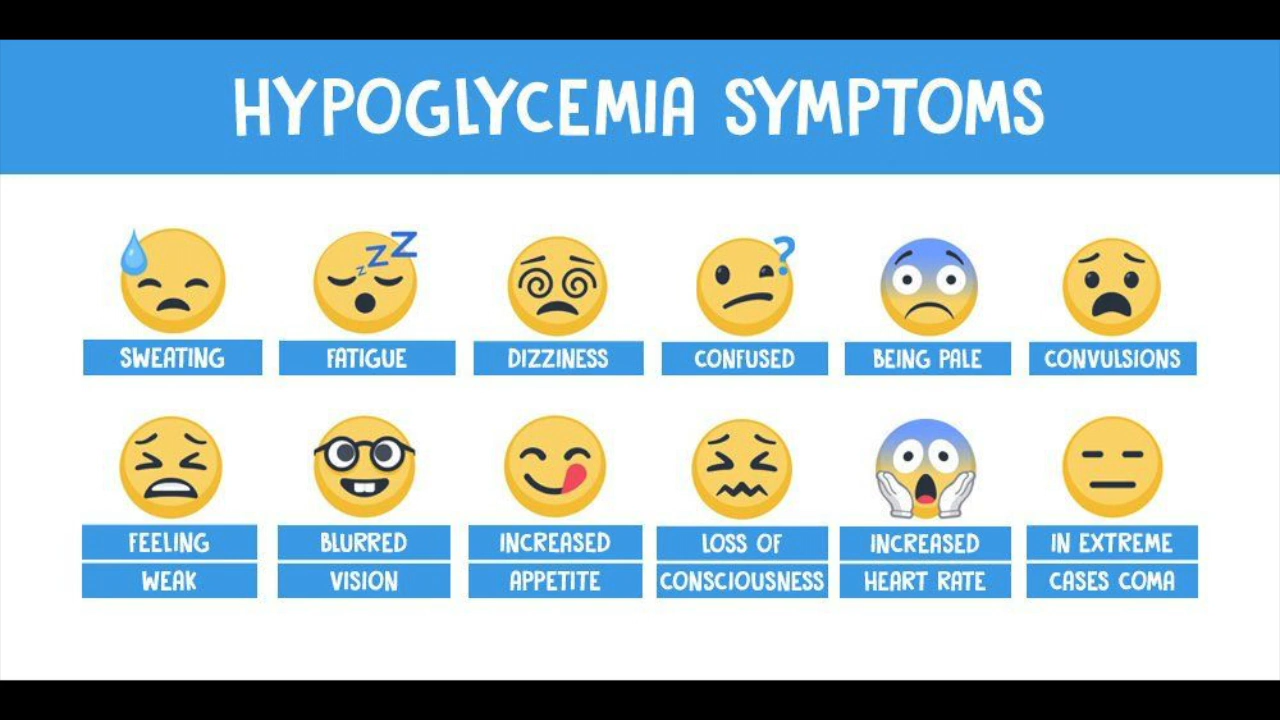 HYPOGLYCEMIA SYMPTOMS
Z Z Z
?
SWEATING
FATIGUE
DIZZINESS
CONFUSED
BEING PALE
CONVULSIONS
FEELING
WEAK
BLURRED
VISION
INCREASED
APPETITE
LOSS OF
CONSCIOUSNESS
INCREASED
HEART RATE
IN EXTREME
CASES COMA